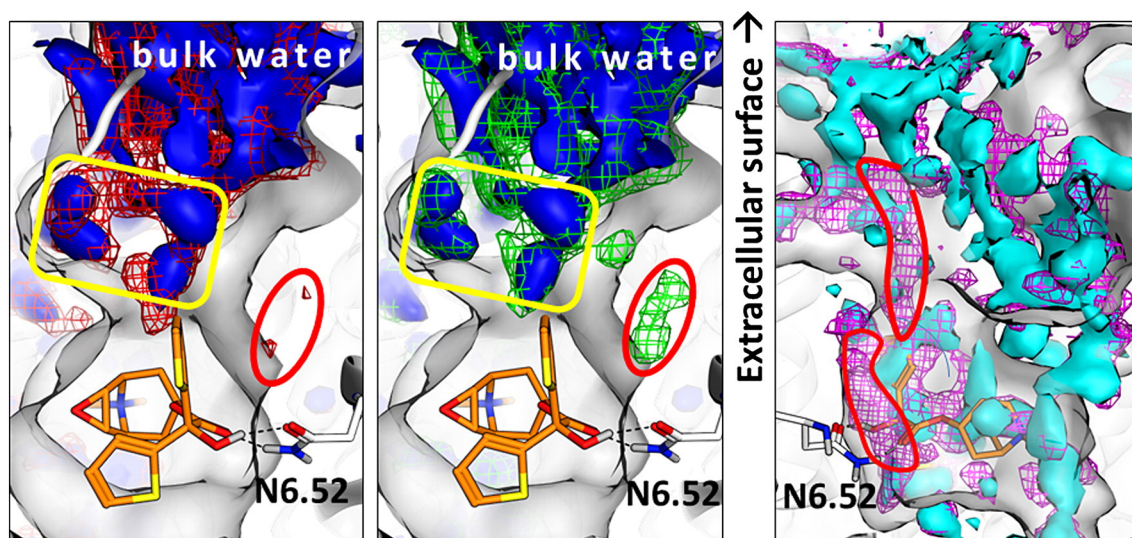 bulk water
bulk water
Extracellular surface →
N6.52
N6.52
N6.52